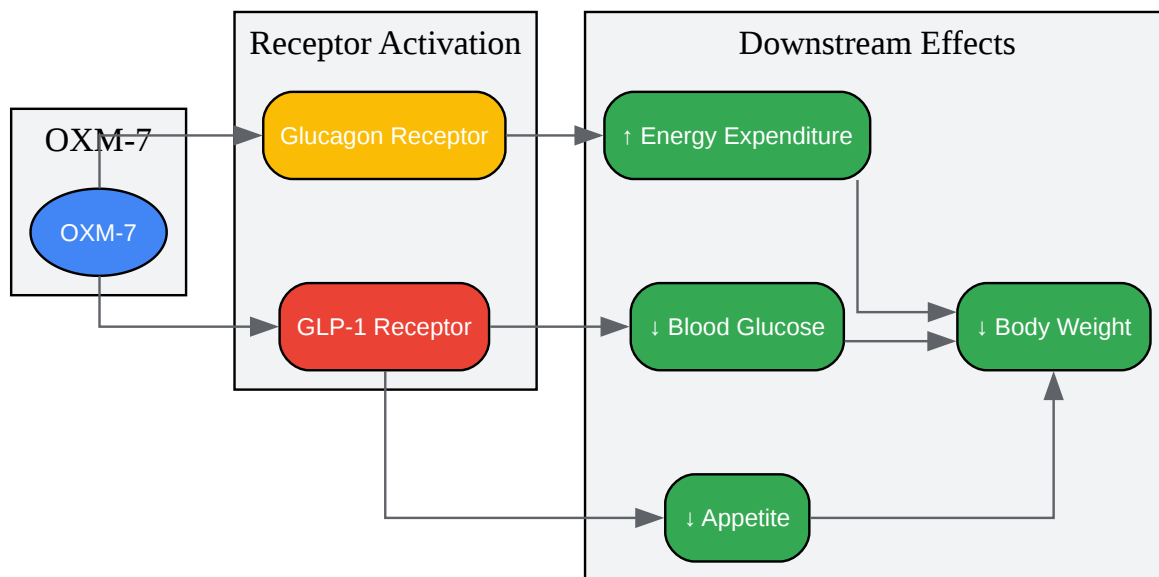 OXM-7
OXM-7
Receptor Activation
Glucagon Receptor
GLP-1 Receptor
Downstream Effects
↑ Energy Expenditure
↓ Blood Glucose
↓ Body Weight
↓ Appetite